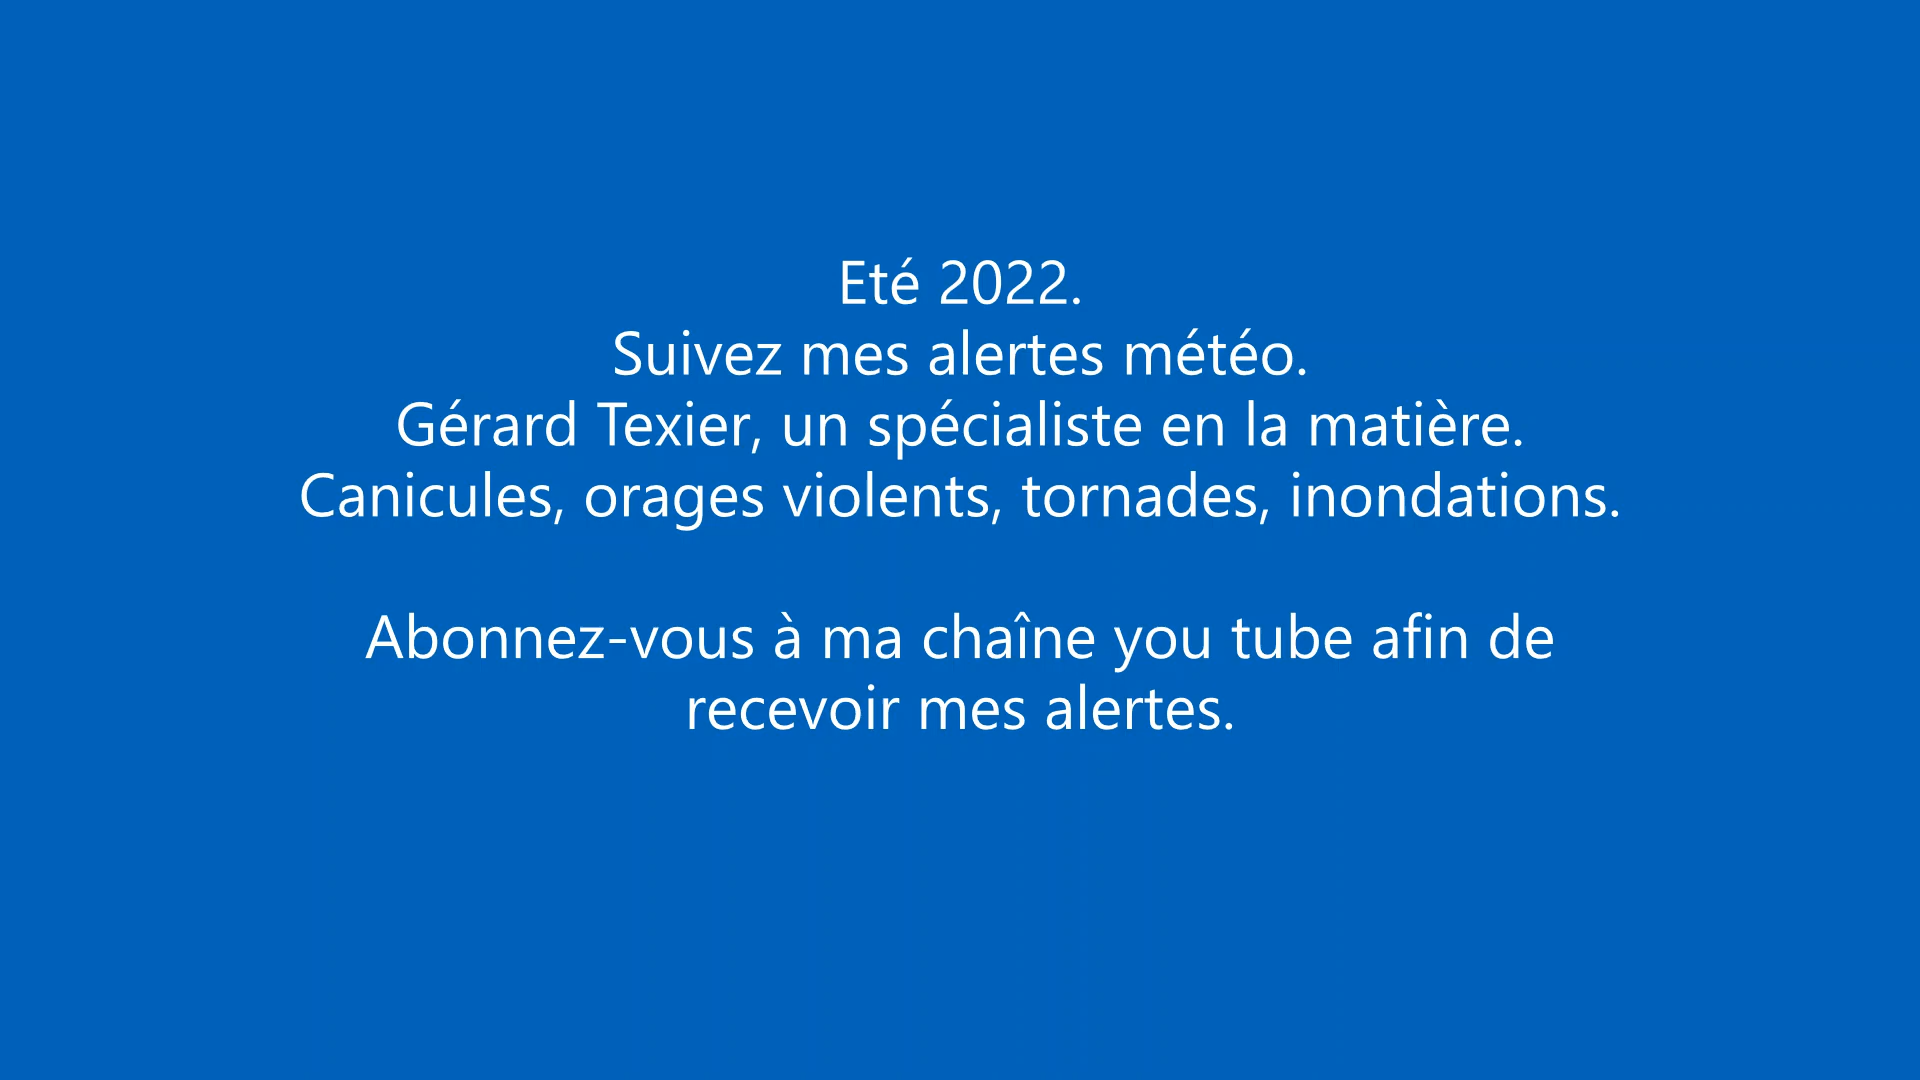 Eté 2022.
Suivez mes alertes météo.
Gérard Texier, un spécialiste en la matière.
Canicules, orages violents, tornades, inondations.
Abonnez-vous à ma chaîne you tube afin de
recevoir mes alertes.